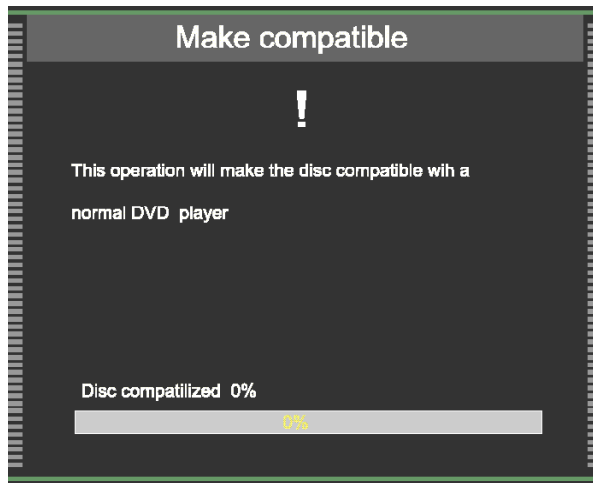 Make compatible
!
This operation will make the disc compatible wih a
normal DVD player
Disc compatilized 0%
0%